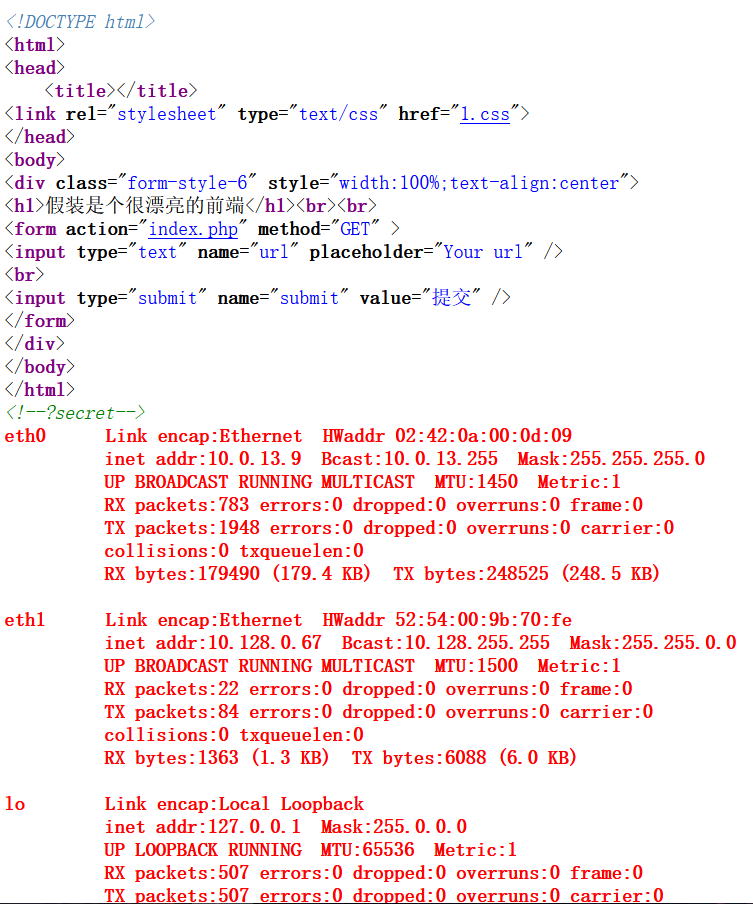 <!DOCTYPE html>
<html>
<head>
    <title></title>
<link rel="stylesheet" type="text/css" href="1.css">
</head>
<body>
<div class="form-style-6" style="width:100%;text-align:center">
<h1>假装是个很漂亮的前端</h1><br><br>
<form action="index.php" method="GET" >
<input type="text" name="url" placeholder="Your url" />
<br>
<input type="submit" name="submit" value="提交" />
</form>
</div>
</body>
</html>
<!--?secret-->
eth0      Link encap:Ethernet  HWaddr 02:42:0a:00:0d:09
          inet addr:10.0.13.9  Bcast:10.0.13.255  Mask:255.255.255.0
          UP BROADCAST RUNNING MULTICAST  MTU:1450  Metric:1
          RX packets:783 errors:0 dropped:0 overruns:0 frame:0
          TX packets:1948 errors:0 dropped:0 overruns:0 carrier:0
          collisions:0 txqueuelen:0
          RX bytes:179490 (179.4 KB)  TX bytes:248525 (248.5 KB)

eth1      Link encap:Ethernet  HWaddr 52:54:00:9b:70:fe
          inet addr:10.128.0.67  Bcast:10.128.255.255  Mask:255.255.0.0
          UP BROADCAST RUNNING MULTICAST  MTU:1500  Metric:1
          RX packets:22 errors:0 dropped:0 overruns:0 frame:0
          TX packets:84 errors:0 dropped:0 overruns:0 carrier:0
          collisions:0 txqueuelen:0
          RX bytes:1363 (1.3 KB)  TX bytes:6088 (6.0 KB)

lo        Link encap:Local Loopback
          inet addr:127.0.0.1  Mask:255.0.0.0
          UP LOOPBACK RUNNING  MTU:65536  Metric:1
          RX packets:507 errors:0 dropped:0 overruns:0 frame:0
          TX packets:507 errors:0 dropped:0 overruns:0 carrier:0